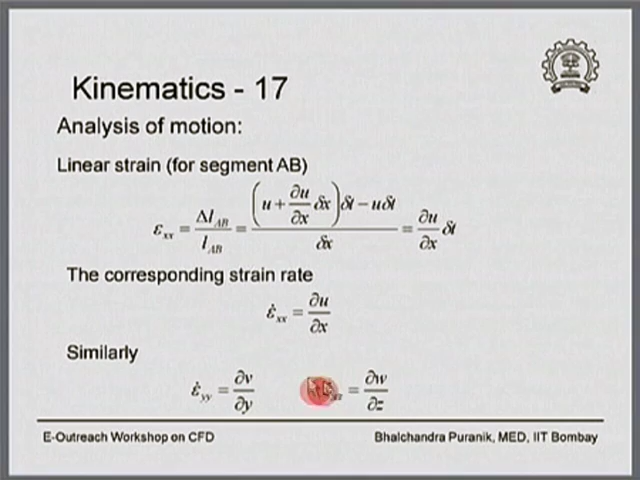 Kinematics - 17
Analysis of motion:
Linear strain (for segment AB)
ε_xx = Δl_AB / l_AB = ((u + ∂u/∂x δx)δt − uδt) / δx = ∂u/∂x δt
The corresponding strain rate
ε̇_xx = ∂u/∂x
Similarly
ε̇_yy = ∂v/∂y = ∂w/∂z
E-Outreach Workshop on CFD
Bhalchandra Puranik, MED, IIT Bombay